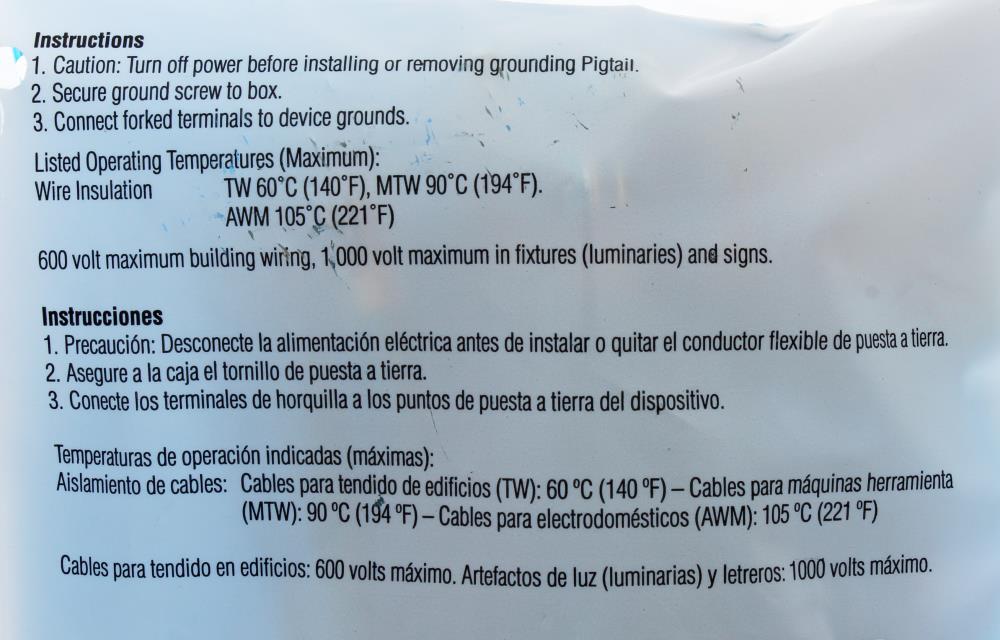 Instructions
1. Caution: Turn off power before installing or removing grounding Pigtail.
2. Secure ground screw to box.
3. Connect forked terminals to device grounds.
Listed Operating Temperatures (Maximum):
Wire Insulation TW 60°C (140°F), MTW 90°C (194°F).
AWM 105°C (221°F)
600 volt maximum building wiring, 1,000 volt maximum in fixtures (luminaries) and signs.
Instrucciones
1. Precaución: Desconecte la alimentación eléctrica antes de instalar o quitar el conductor flexible de puesta a tierra.
2. Asegure a la caja el tornillo de puesta a tierra.
3. Conecte los terminales de horquilla a los puntos de puesta a tierra del dispositivo.
Temperaturas de operación indicadas (máximas):
Aislamiento de cables: Cables para tendido de edificios (TW): 60 ºC (140 ºF) – Cables para máquinas herramienta
(MTW): 90 ºC (194 ºF) – Cables para electrodomésticos (AWM): 105 ºC (221 ºF)
Cables para tendido en edificios: 600 volts máximo. Artefactos de luz (luminarias) y letreros: 1000 volts máximo.